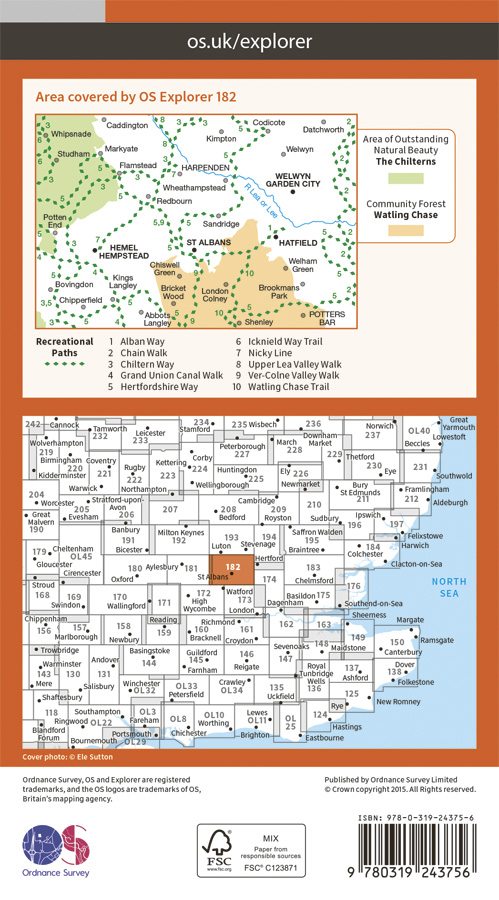 os.uk/explorer
Area covered by OS Explorer 182
Caddington
Codicote
Datchworth
Whipsnade
Kimpton
Markyate
Studham
Welwyn
Flamstead
HARPENDEN
WELWYN
GARDEN CITY
Wheathampstead
R Lea or Lee
Redbourn
Potten
End
Sandridge
HEMEL
HEMPSTEAD
ST ALBANS
HATFIELD
Chiswell
Green
Welham
Green
Bovingdon
Kings
Langley
Bricket
Wood
London
Colney
Brookmans
Park
Chipperfield
Abbots
Langley
Shenley
POTTERS
BAR
Area of Outstanding
Natural Beauty
The Chilterns
Community Forest
Watling Chase
Recreational
Paths
1 Alban Way
2 Chain Walk
3 Chiltern Way
4 Grand Union Canal Walk
5 Hertfordshire Way
6 Icknield Way Trail
7 Nicky Line
8 Upper Lea Valley Walk
9 Ver-Colne Valley Walk
10 Watling Chase Trail
242 Cannock
Tamworth
232
Leicester
233
Stamford
234
235 Wisbech
236
Norwich
237
OL40
Great
Yarmouth
Lowestoft
Beccles
Wolverhampton
219
Birmingham
220
Kidderminster
Coventry
221
Rugby
222
Kettering
223
Corby
224
Peterborough
227
March
228
Downham
Market
229
Thetford
230
Eye
231
Southwold
Huntingdon
225
Ely
226
Newmarket
Wellingborough
Northampton
Warwick
204
Worcester
205
Evesham
Stratford-upon-
Avon
206
207
208
Bedford
Cambridge
209
Royston
210
Bury
St Edmunds
211
Framlingham
212
Aldeburgh
Sudbury
196
Ipswich
197
Felixstowe
Harwich
Great
Malvern
190
Banbury
191
Bicester
Milton Keynes
192
193
Luton
194
Stevenage
Saffron Walden
195
Braintree
184
Colchester
Clacton-on-Sea
179
Cheltenham
OL45
Gloucester
Cirencester
180
Oxford
Aylesbury
181
182
St Albans
Hertford
174
183
Chelmsford
176
NORTH
SEA
Stroud
168
169
Swindon
170
Wallingford
171
172
High
Wycombe
Watford
173
London
Dagenham
Basildon
175
Southend-on-Sea
Sheerness
Chippenham
156
157
Marlborough
158
Newbury
Reading
159
Richmond
160
Bracknell
161
Croydon
162
163
148
Maidstone
149
Margate
Ramsgate
150
Canterbury
Trowbridge
143
Warminster
130
Andover
131
Basingstoke
144
Guildford
145
Farnham
146
Reigate
Sevenoaks
147
Royal
Tunbridge
Wells
136
137
Ashford
Dover
138
Folkestone
Mere
Salisbury
Shaftesbury
118
Winchester
OL32
OL33
Petersfield
Crawley
OL34
135
Uckfield
125
New Romney
Rye
124
Hastings
Ringwood
OL22
Southampton
OL3
Fareham
OL8
Chichester
OL10
Worthing
Lewes
OL11
Brighton
OL
25
Eastbourne
Blandford
Forum
Bournemouth
Portsmouth
OL29
Cover photo: © Ele Sutton
Ordnance Survey, OS and Explorer are registered
trademarks, and the OS logos are trademarks of OS,
Britain's mapping agency.
Published by Ordnance Survey Limited
© Crown copyright 2015. All Rights reserved.
OS
Ordnance Survey
FSC
www.fsc.org
MIX
Paper from
responsible sources
FSC® C123871
ISBN: 978-0-319-24375-6
9 780319 243756